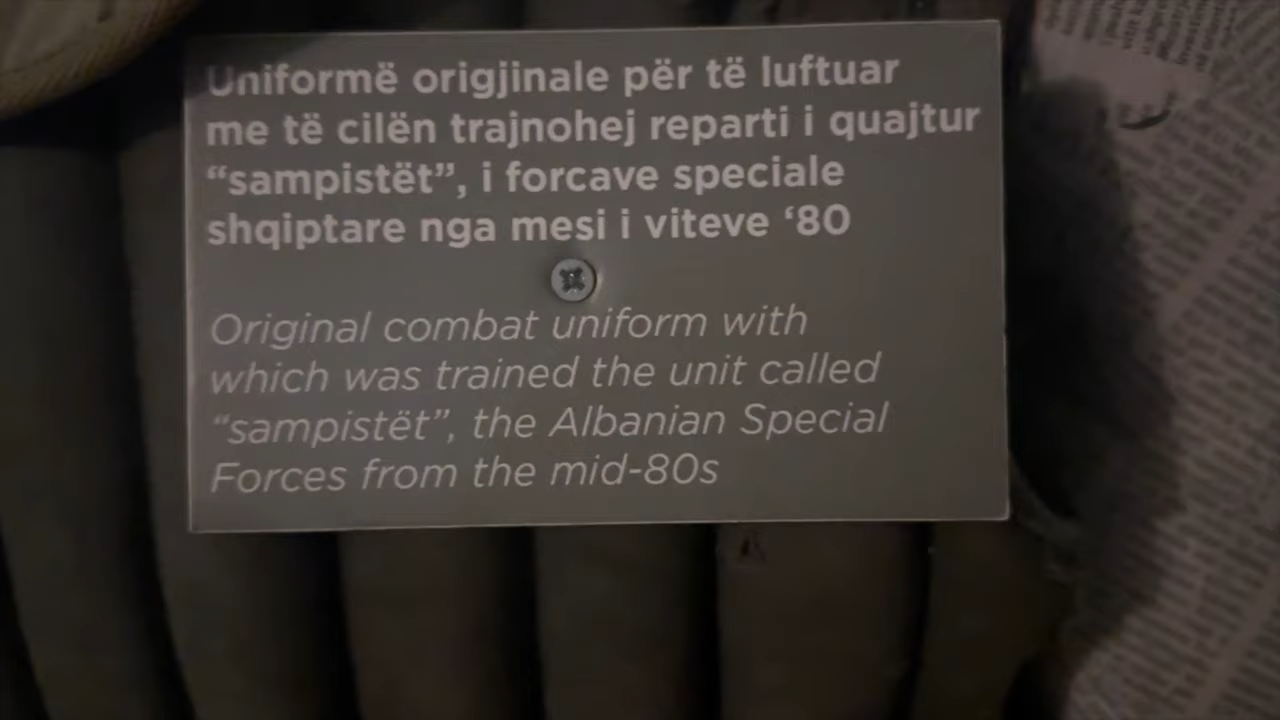 Uniformë origjinale për të luftuar
me të cilën trajnohej reparti i quajtur
“sampistët”, i forcave speciale
shqiptare nga mesi i viteve ‘80
Original combat uniform with
which was trained the unit called
“sampistët”, the Albanian Special
Forces from the mid-80s